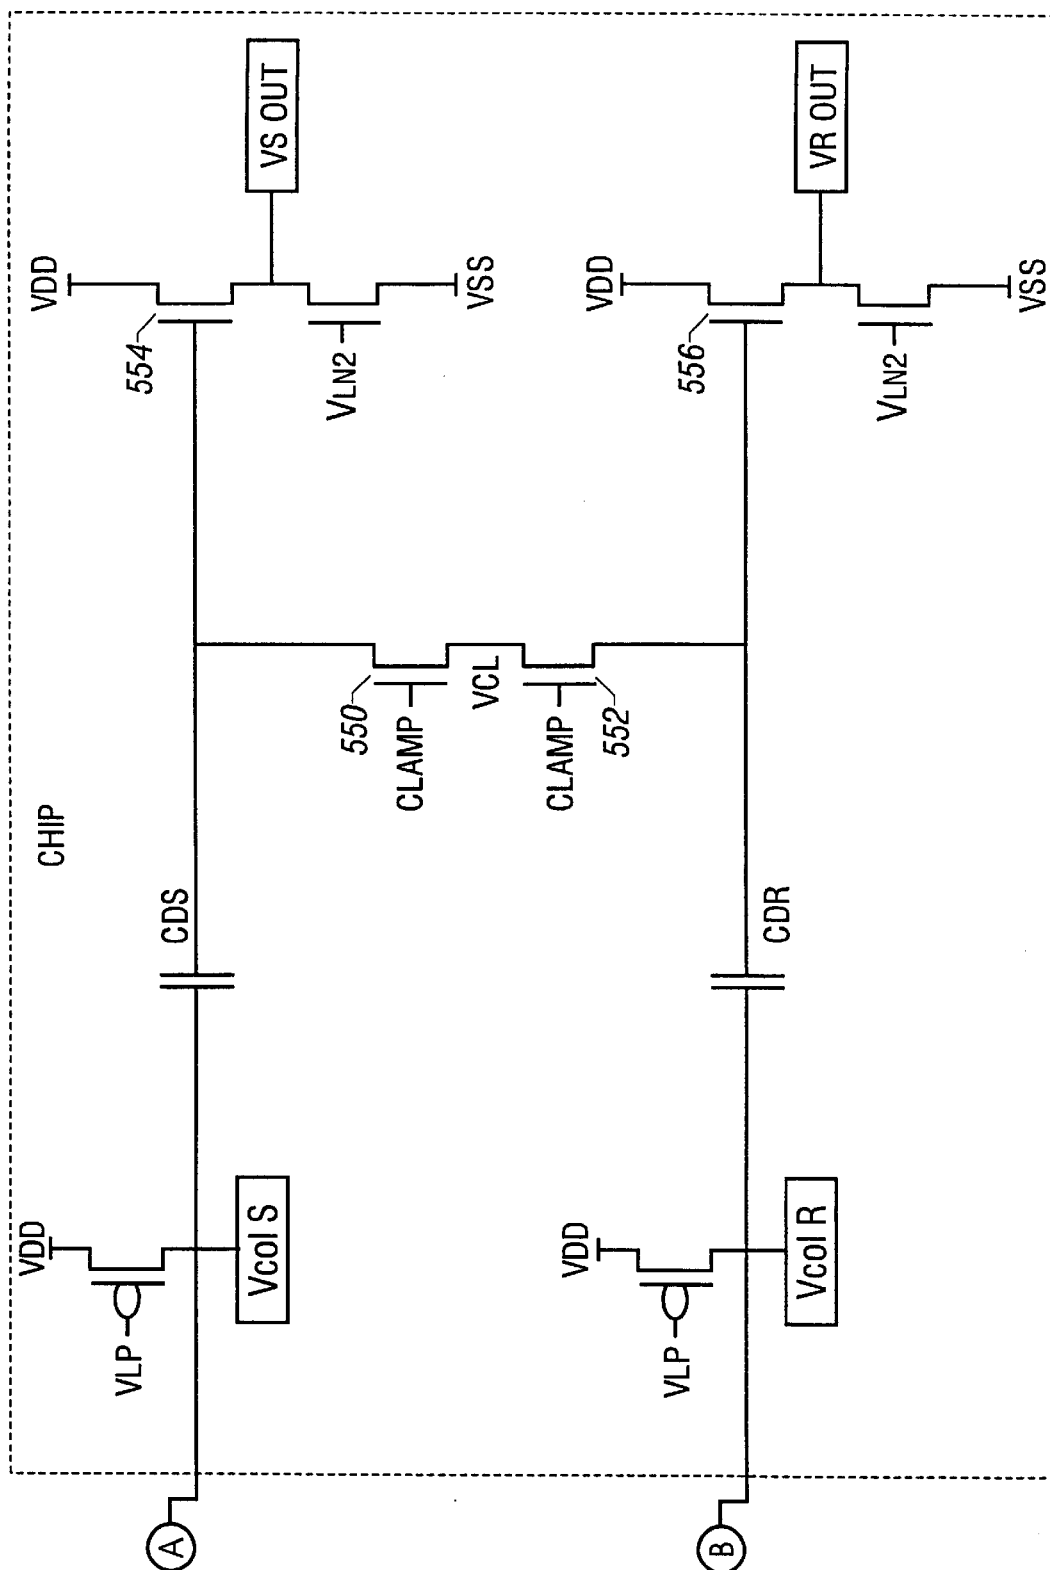 CHIP
VDD
554
VLN2
VSS
VS OUT
CDS
VDD
VLP
Vcol S
A
550
CLAMP
VCL
CLAMP
552
VDD
556
VLN2
VSS
VR OUT
CDR
VDD
VLP
Vcol R
B